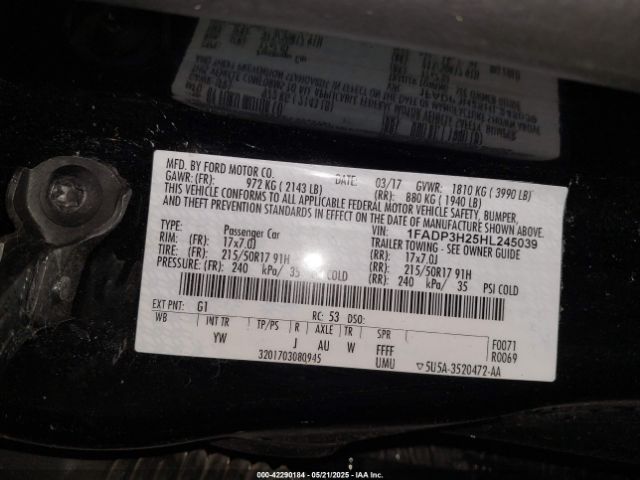 MFD. BY FORD MOTOR CO.
DATE: 03/17 GVWR: 1810 KG ( 3990 LB)
GAWR: (FR): 972 KG ( 2143 LB) (RR): 880 KG ( 1940 LB)
THIS VEHICLE CONFORMS TO ALL APPLICABLE FEDERAL MOTOR VEHICLE SAFETY, BUMPER,
AND THEFT PREVENTION STANDARDS IN EFFECT ON THE DATE OF MANUFACTURE SHOWN ABOVE.
VIN: 1FADP3H25HL245039
TYPE: Passenger Car TRAILER TOWING - SEE OWNER GUIDE
RIM: (FR) 17x7.0J (RR): 17x7.0J
TIRE: (FR) 215/50R17 91H (RR): 215/50R17 91H
PRESSURE: (FR) 240 kPa/ 35 PSI COLD (RR): 240 kPa/ 35 PSI COLD
EXT PNT: G1 RC: 53 DSO:
WB INT TR TP/PS R AXLE TR SPR F0071
YW J AU W FFFF R0069
UMU
3201703080945 ▽5U5A-3520472-AA
000-42290184 - 05/21/2025 - IAA Inc.